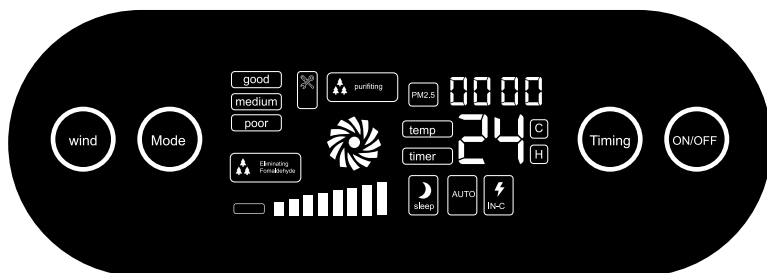 wind
Mode
good
medium
poor
purifiting
Eliminating
Fomaldehyde
PM2.5
0000
temp
timer
24
C
H
sleep
AUTO
IN-C
Timing
ON/OFF